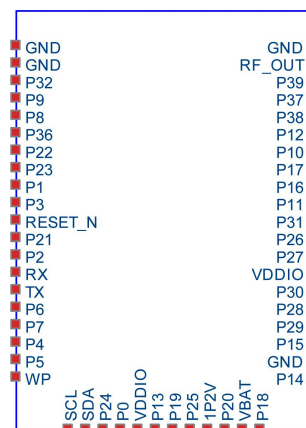 GND
GND
P32
P9
P8
P36
P22
P23
P1
P3
RESET_N
P21
P2
RX
TX
P6
P7
P4
P5
WP
SCL
SDA
P24
P0
VDDIO
P13
P19
P25
1P2V
P20
VBAT
P18
GND
RF_OUT
P39
P37
P38
P12
P10
P17
P16
P11
P31
P26
P27
VDDIO
P30
P28
P29
P15
GND
P14